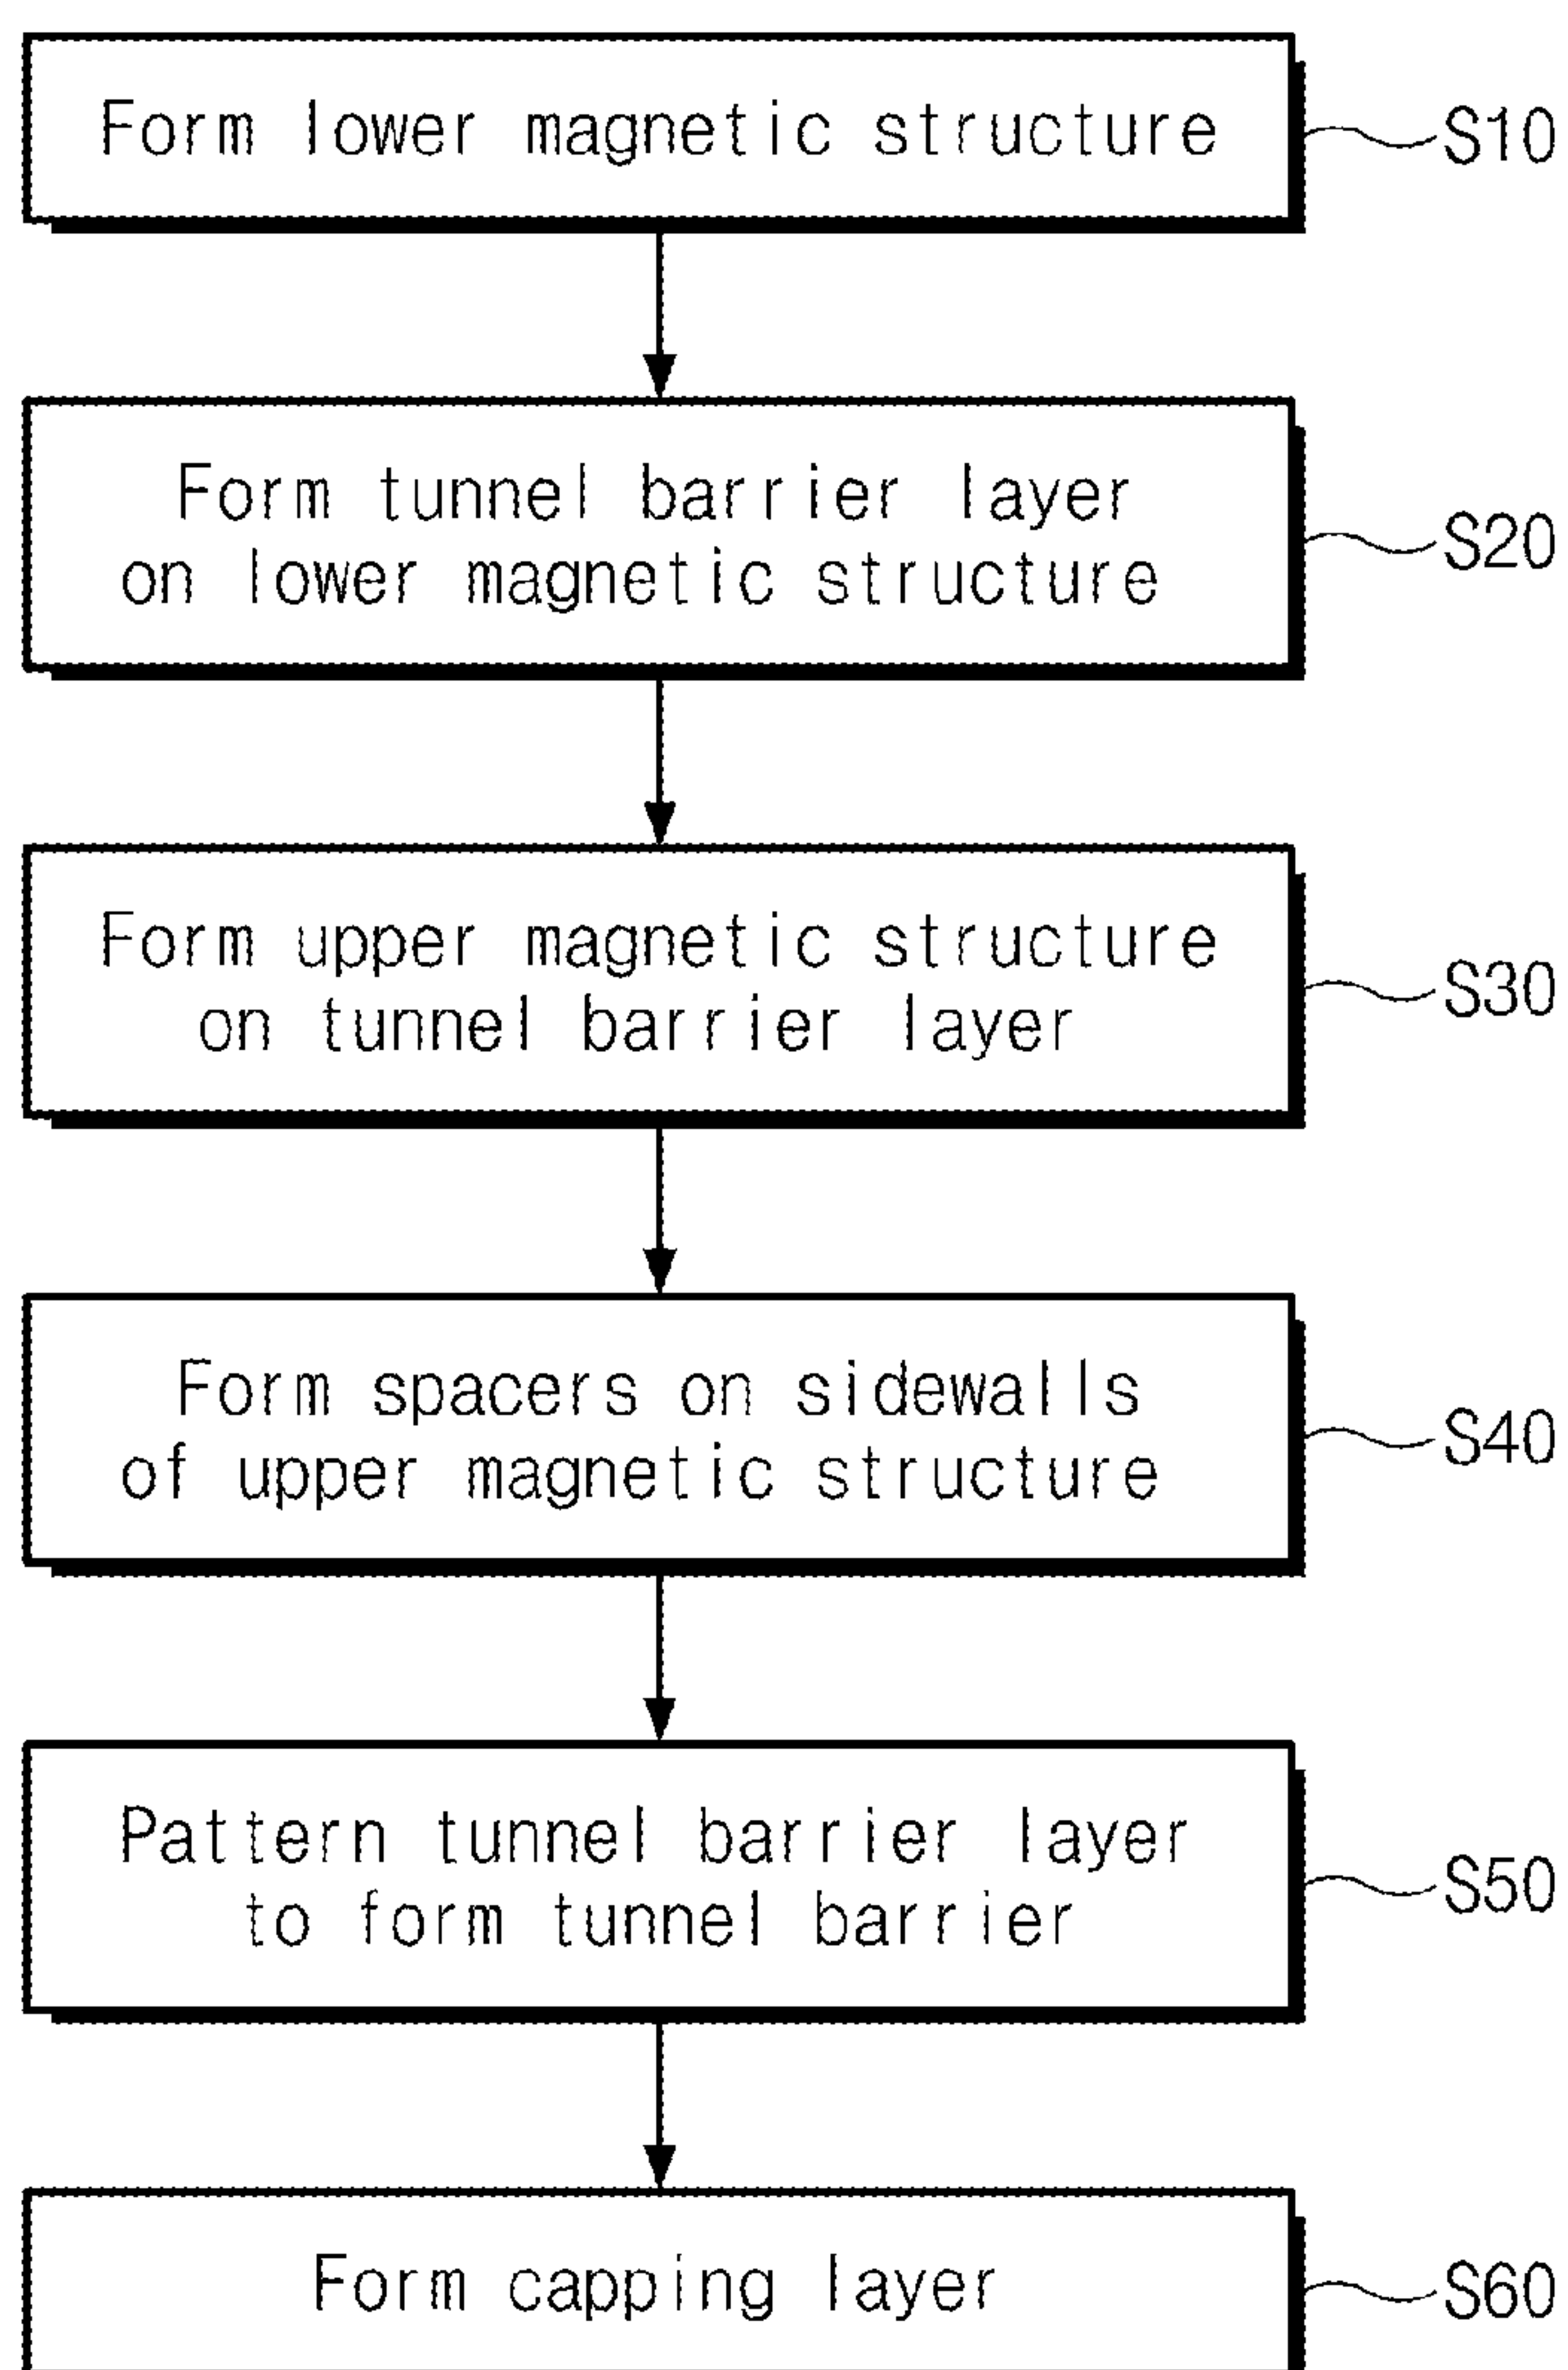 Form lower magnetic structure
S10
Form tunnel barrier layer
on lower magnetic structure
S20
Form upper magnetic structure
on tunnel barrier layer
S30
Form spacers on sidewalls
of upper magnetic structure
S40
Pattern tunnel barrier layer
to form tunnel barrier
S50
Form capping layer
S60